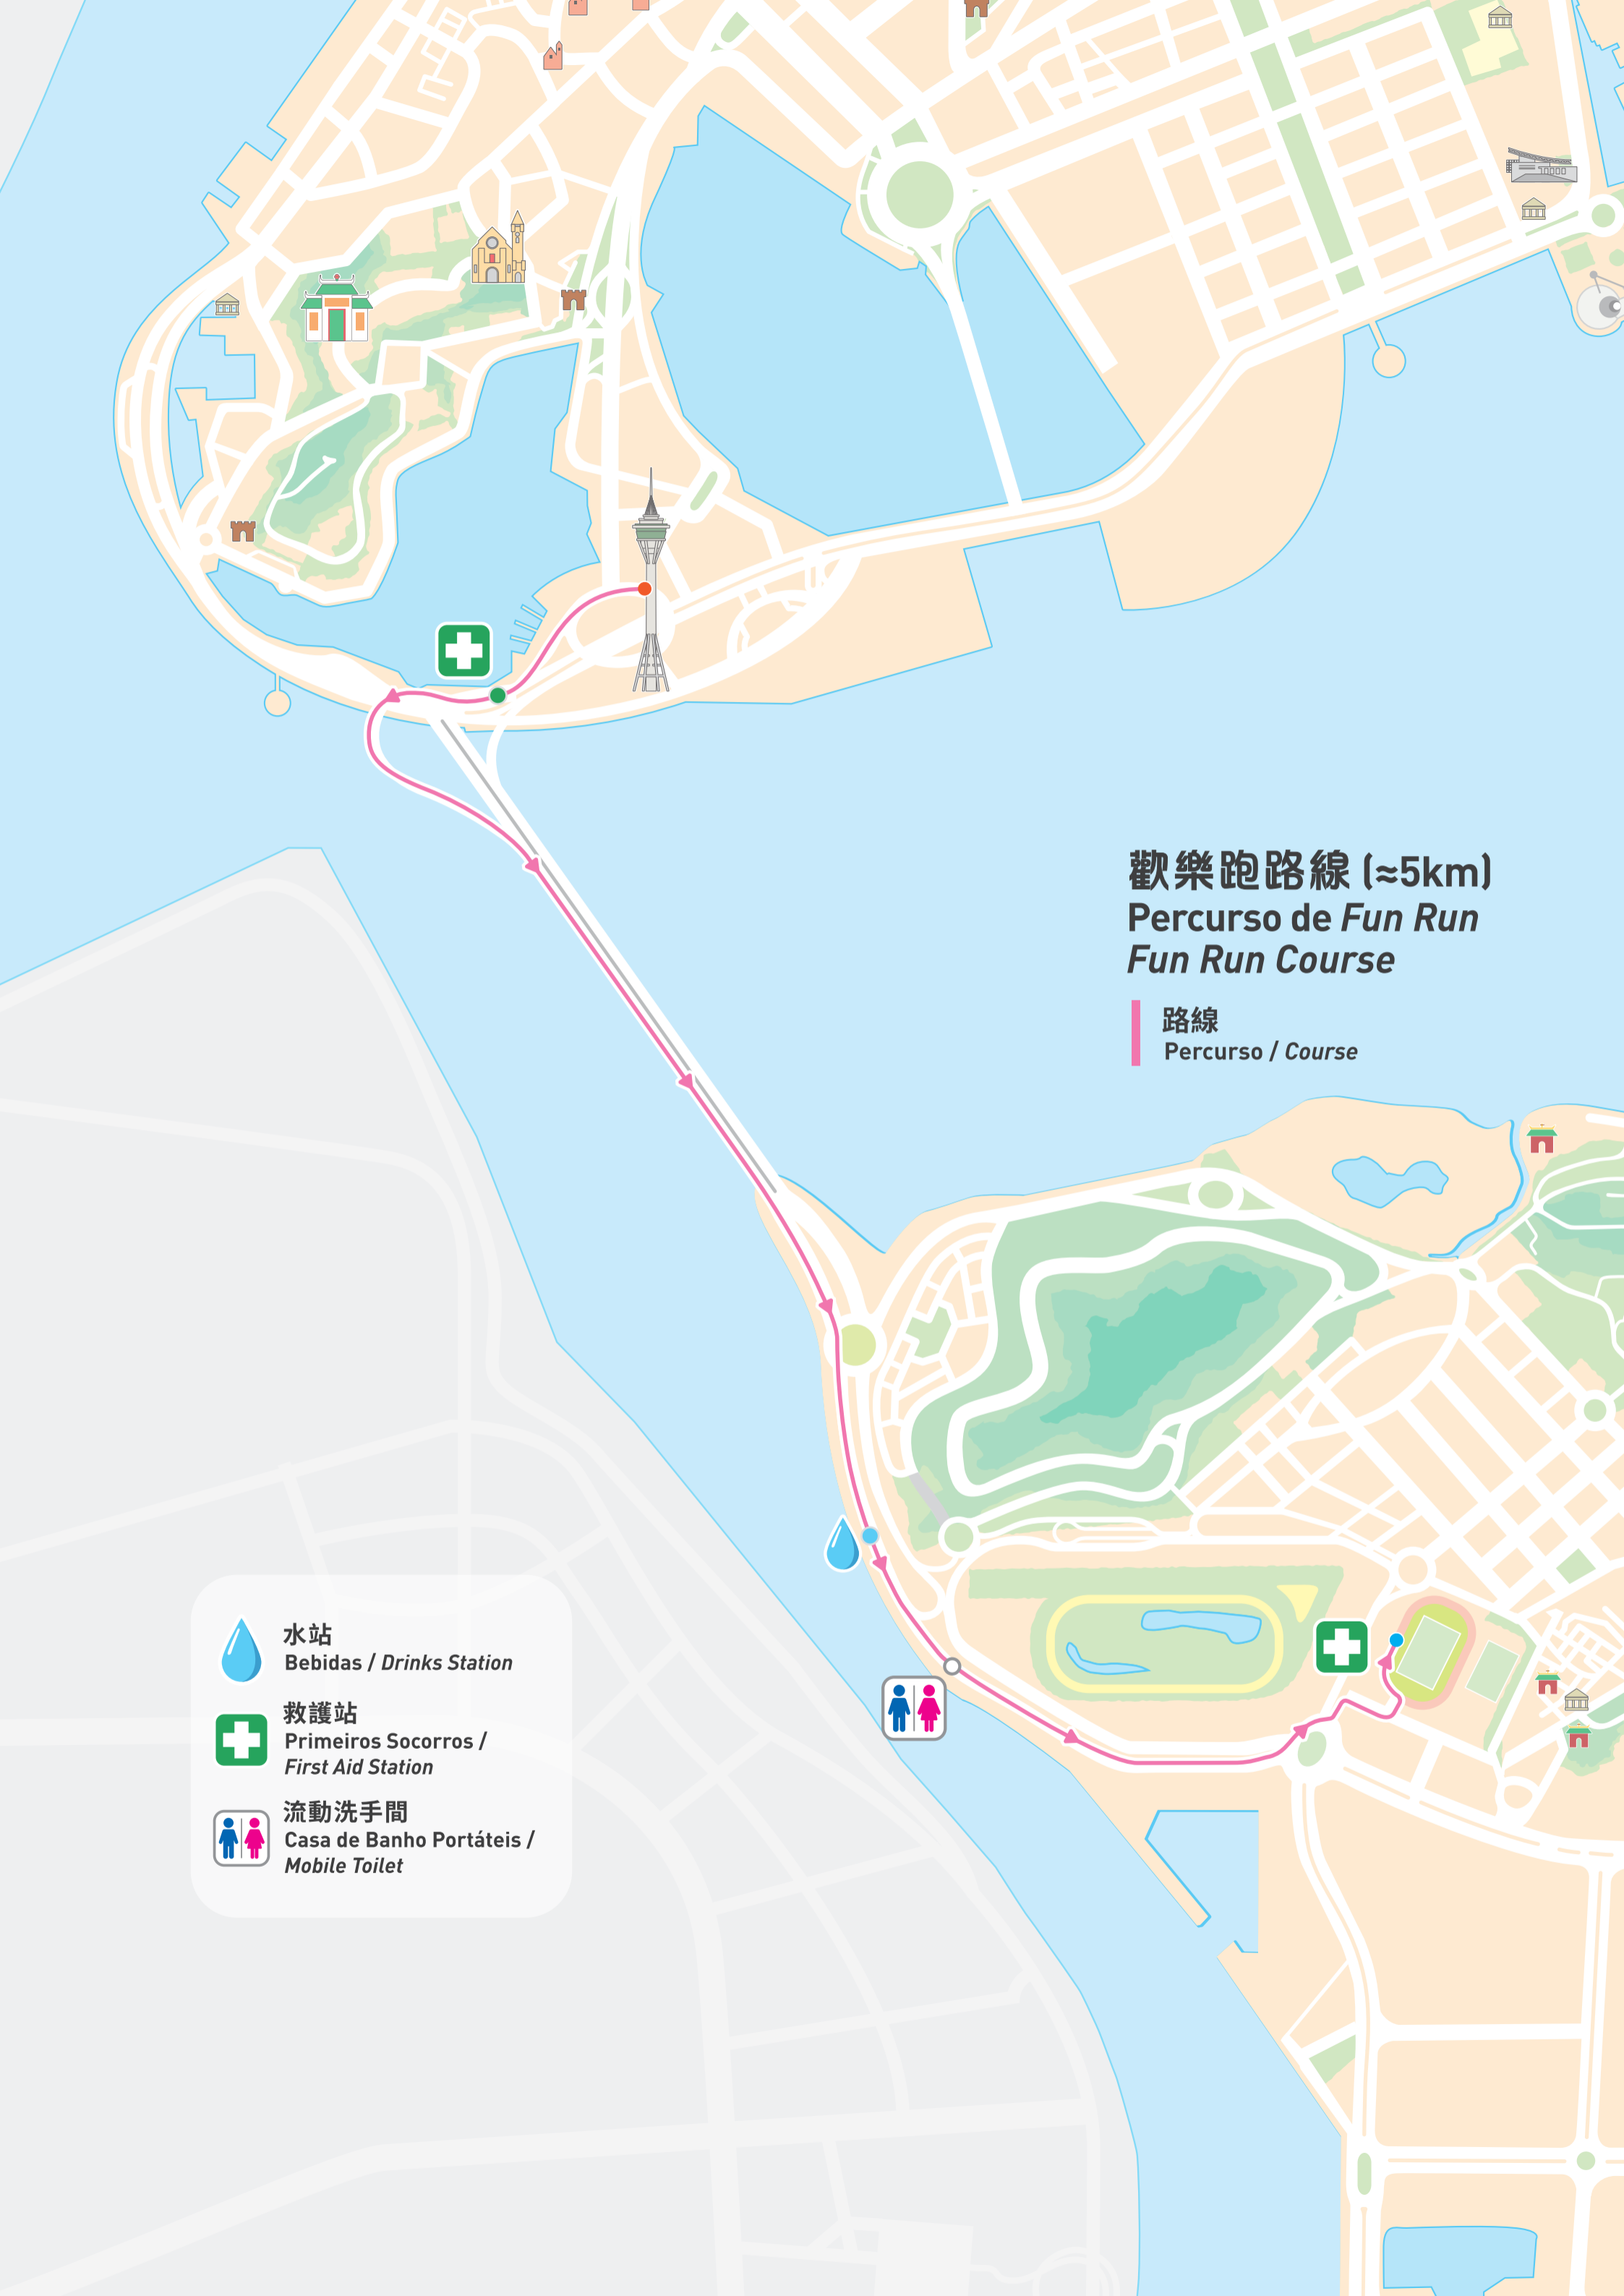 歡樂跑路線 (≈5km)
Percurso de Fun Run
Fun Run Course
路線
Percurso / Course
水站
Bebidas / Drinks Station
救護站
Primeiros Socorros /
First Aid Station
流動洗手間
Casa de Banho Portáteis /
Mobile Toilet